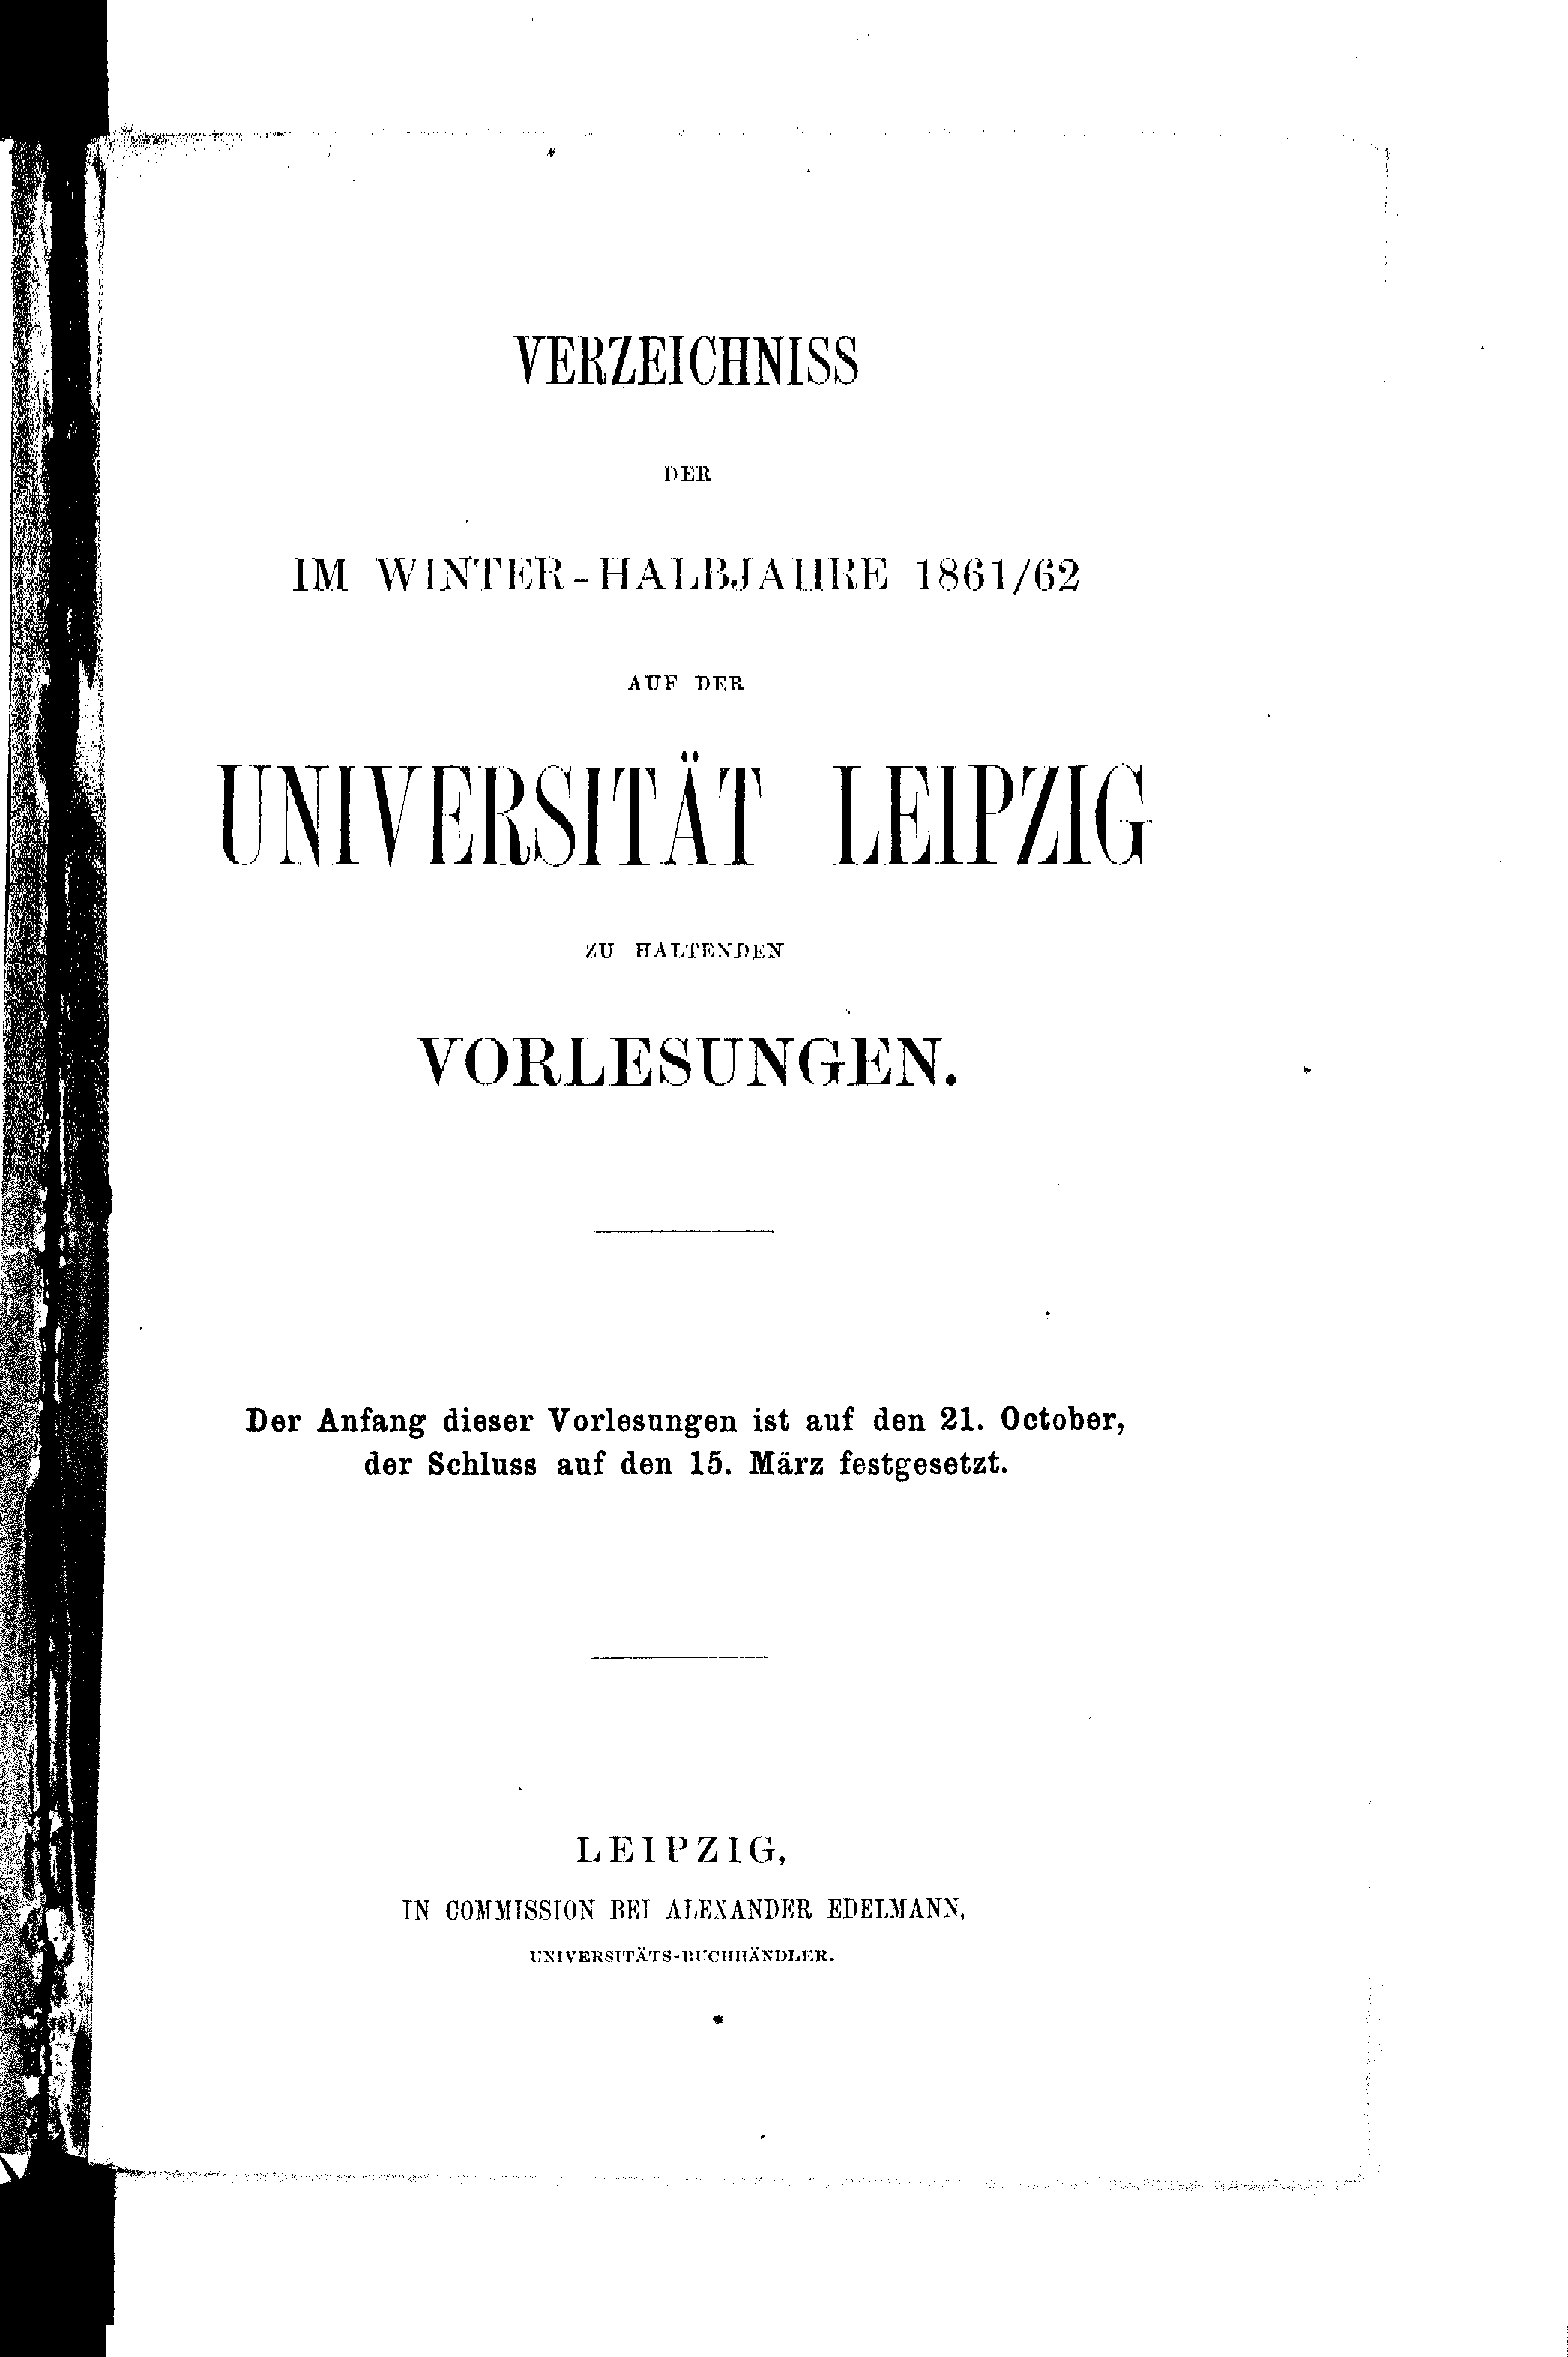 VERZEICHNISS
DER
IM WINTER-HALBJAHRE 1861/62
AUF DER
UNIVERSITÄT LEIPZIG
ZU HALTENDEN
VORLESUNGEN.
Der Anfang dieser Vorlesungen ist auf den 21. October,
der Schluss auf den 15. März festgesetzt.
LEIPZIG,
IN COMMISSION BEI ALEXANDER EDELMANN,
UNIVERSITÄTS-BUCHHÄNDLER.